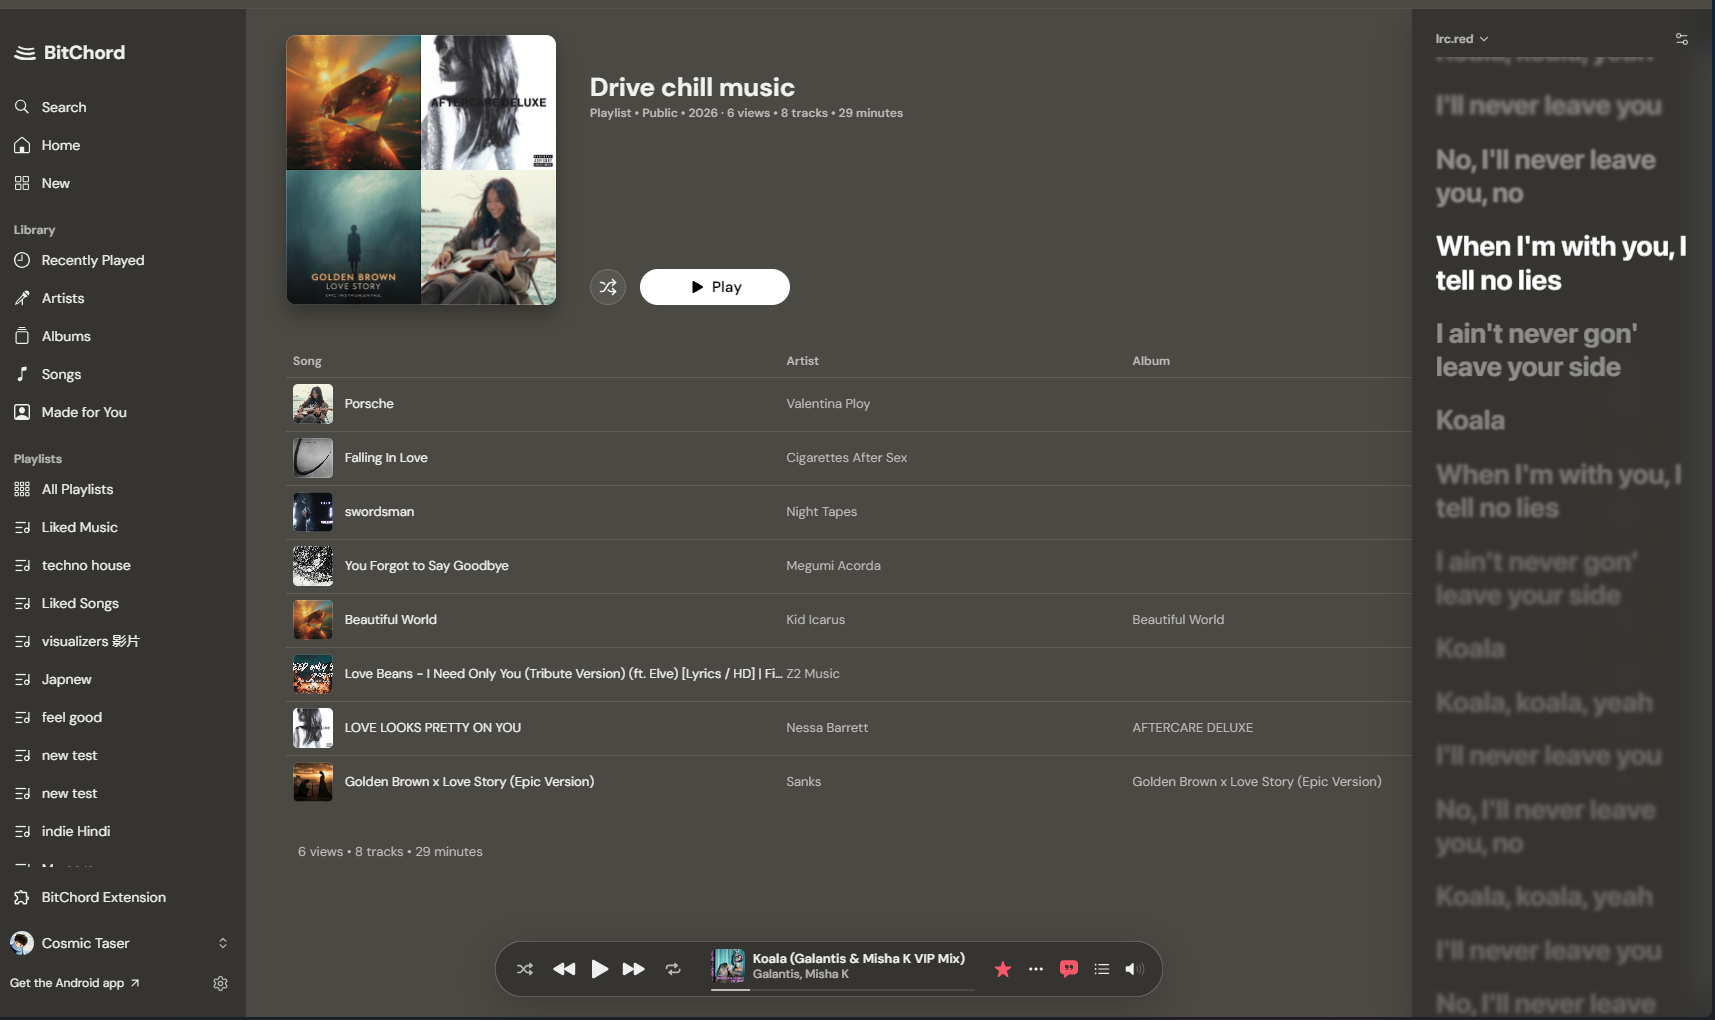 BitChord
Search
Home
New
Library
Recently Played
Artists
Albums
Songs
Made for You
Playlists
All Playlists
Liked Music
techno house
Liked Songs
visualizers 影片
Japnew
feel good
new test
new test
indie Hindi
BitChord Extension
Cosmic Taser
Get the Android app
AFTERCARE DELUXE
GOLDEN BROWN
LOVE STORY
EPIC INSTRUMENTAL
Drive chill music
Playlist • Public • 2026 · 6 views • 8 tracks • 29 minutes
Play
Song Artist Album
Porsche Valentina Ploy
Falling In Love Cigarettes After Sex
swordsman Night Tapes
You Forgot to Say Goodbye Megumi Acorda
Beautiful World Kid Icarus Beautiful World
Love Beans - I Need Only You (Tribute Version) (ft. Elve) [Lyrics / HD] | Fi... Z2 Music
LOVE LOOKS PRETTY ON YOU Nessa Barrett AFTERCARE DELUXE
Golden Brown x Love Story (Epic Version) Sanks Golden Brown x Love Story (Epic Version)
6 views • 8 tracks • 29 minutes
Koala (Galantis & Misha K VIP Mix)
Galantis, Misha K
lrc.red
Koala, koala, yeah
I'll never leave you
No, I'll never leave
you, no
When I'm with you, I
tell no lies
I ain't never gon'
leave your side
Koala
When I'm with you, I
tell no lies
I ain't never gon'
leave your side
Koala
Koala, koala, yeah
I'll never leave you
No, I'll never leave
you, no
Koala, koala, yeah
I'll never leave you
No, I'll never leave